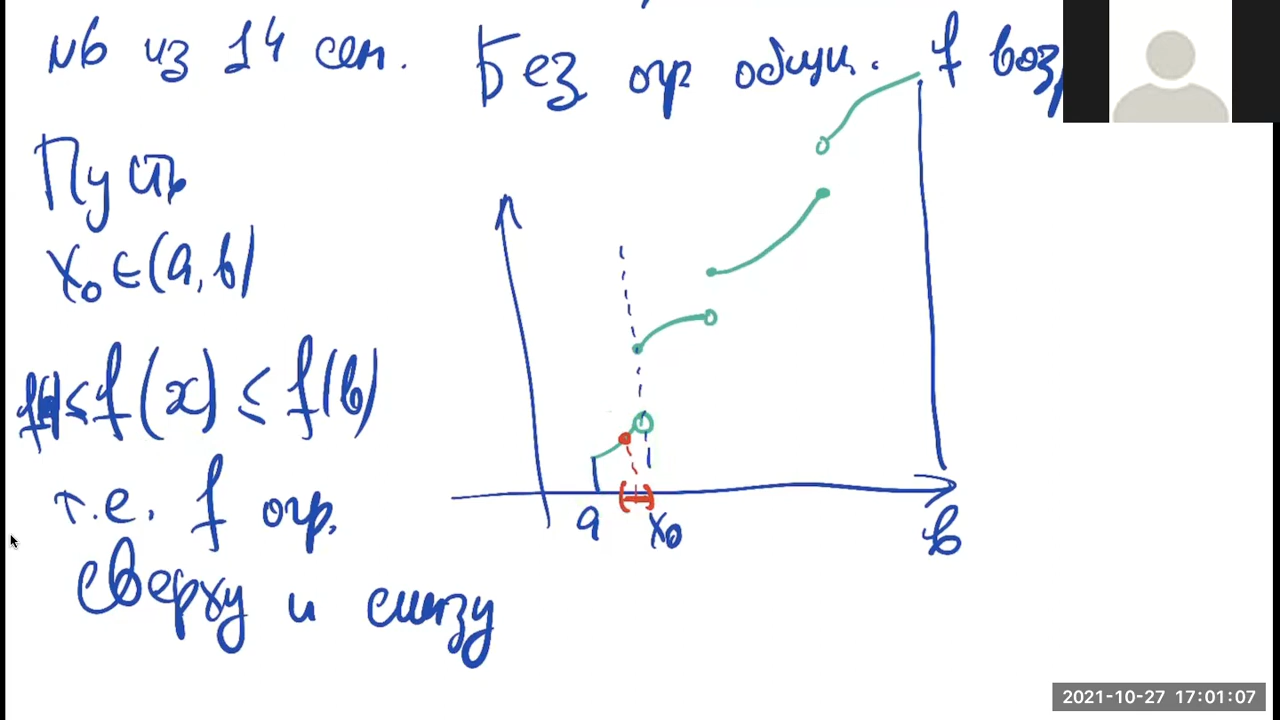 №6 из 14 сен. Без огр общн. f воз
Пусть
x₀ ∈ (a, b)
≤ f(x) ≤ f(b)
т.е. f огр.
сверху и снизу
a x₀ b
2021-10-27 17:01:07